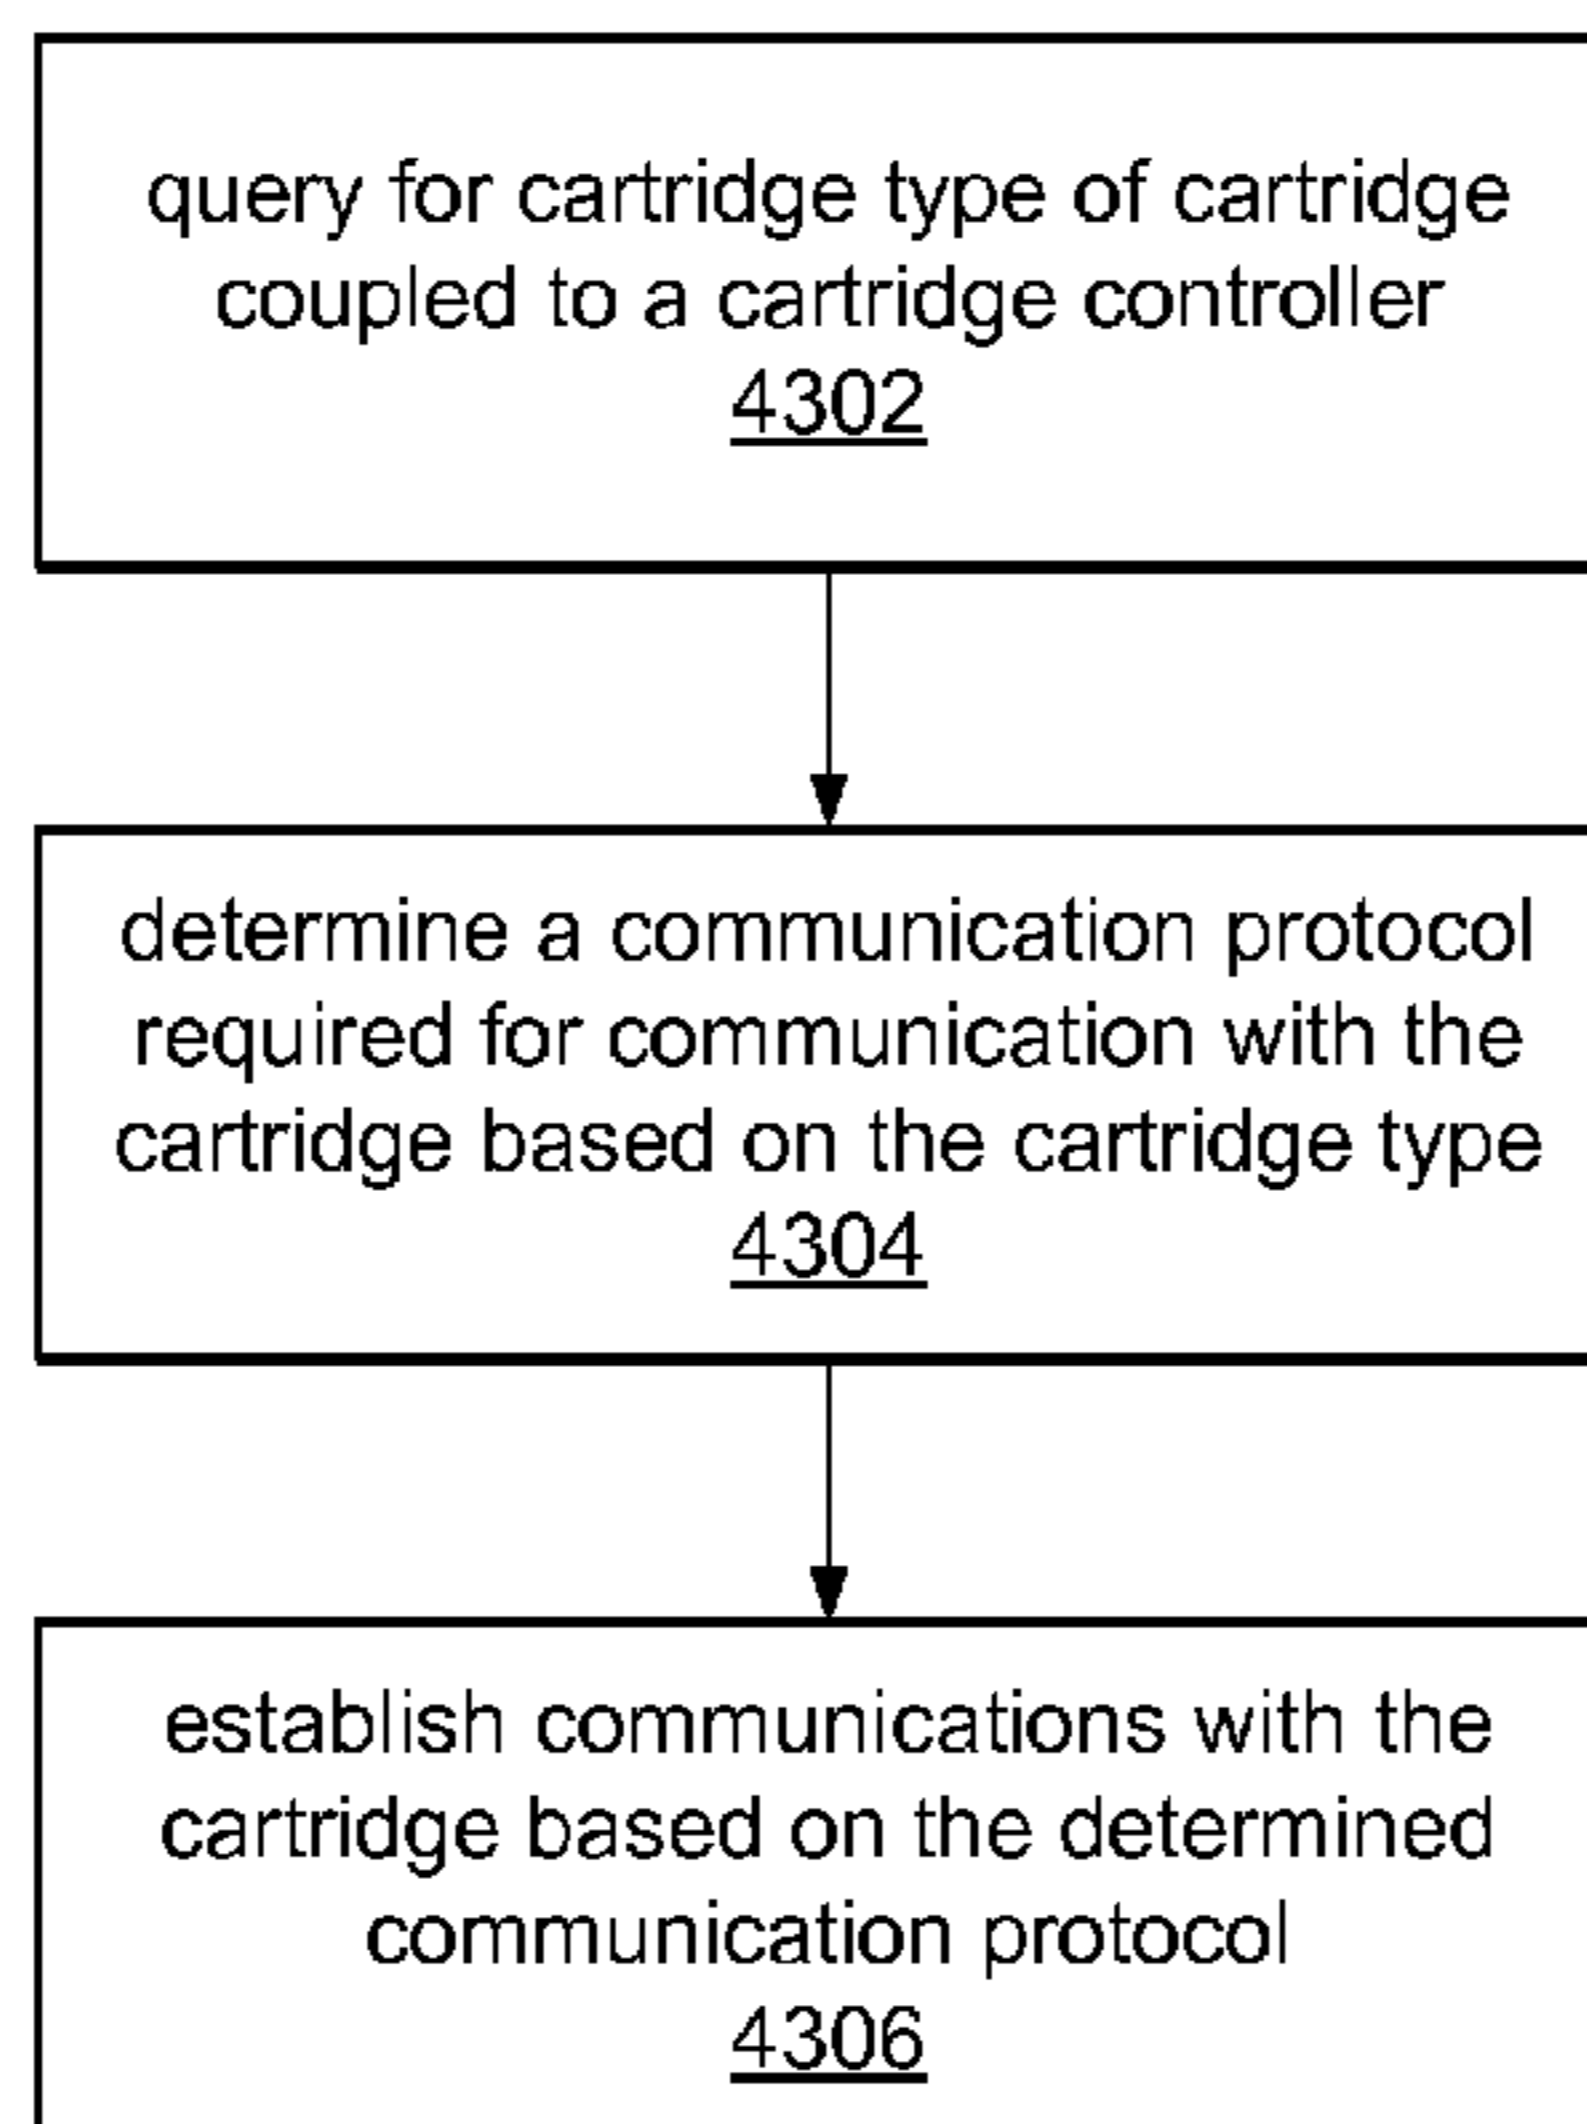 query for cartridge type of cartridge
coupled to a cartridge controller
4302
determine a communication protocol
required for communication with the
cartridge based on the cartridge type
4304
establish communications with the
cartridge based on the determined
communication protocol
4306